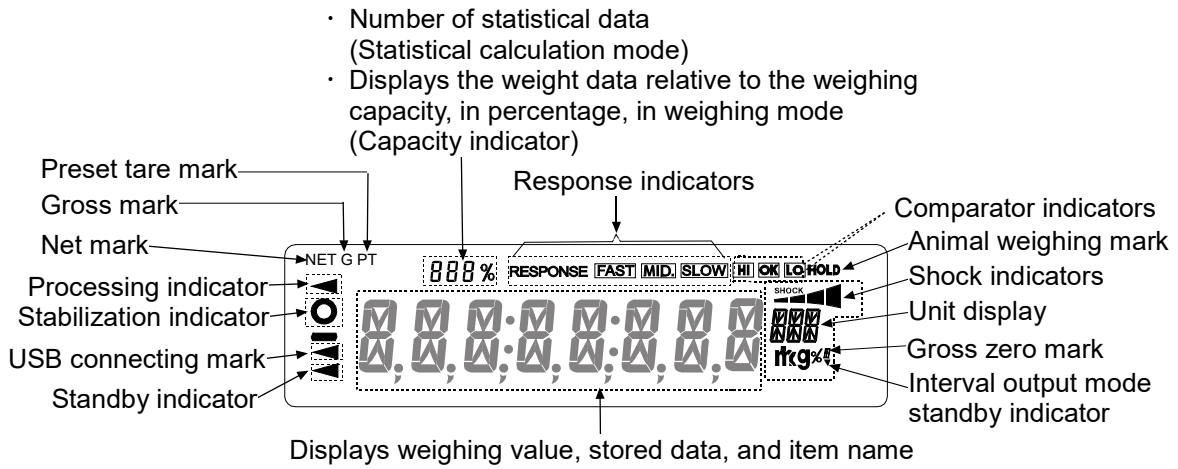 · Number of statistical data
(Statistical calculation mode)
· Displays the weight data relative to the weighing
capacity, in percentage, in weighing mode
(Capacity indicator)
Preset tare mark
Gross mark
Net mark
Processing indicator
Stabilization indicator
USB connecting mark
Standby indicator
Response indicators
Comparator indicators
Animal weighing mark
Shock indicators
Unit display
Gross zero mark
Interval output mode
standby indicator
NET G PT
888% RESPONSE FAST MID. SLOW HI OK LO HOLD
SHOCK
Displays weighing value, stored data, and item name